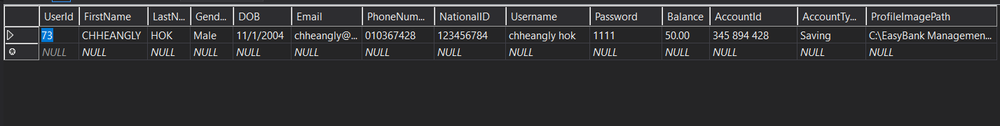 UserId FirstName LastN... Gend... DOB Email PhoneNum... NationalID Username Password Balance AccountId AccountTy... ProfileImagePath
73 CHHEANGLY HOK Male 11/1/2004 chheangly@... 010367428 123456784 chheangly hok 1111 50.00 345 894 428 Saving C:\EasyBank Managemen...
NULL NULL NULL NULL NULL NULL NULL NULL NULL NULL NULL NULL NULL NULL